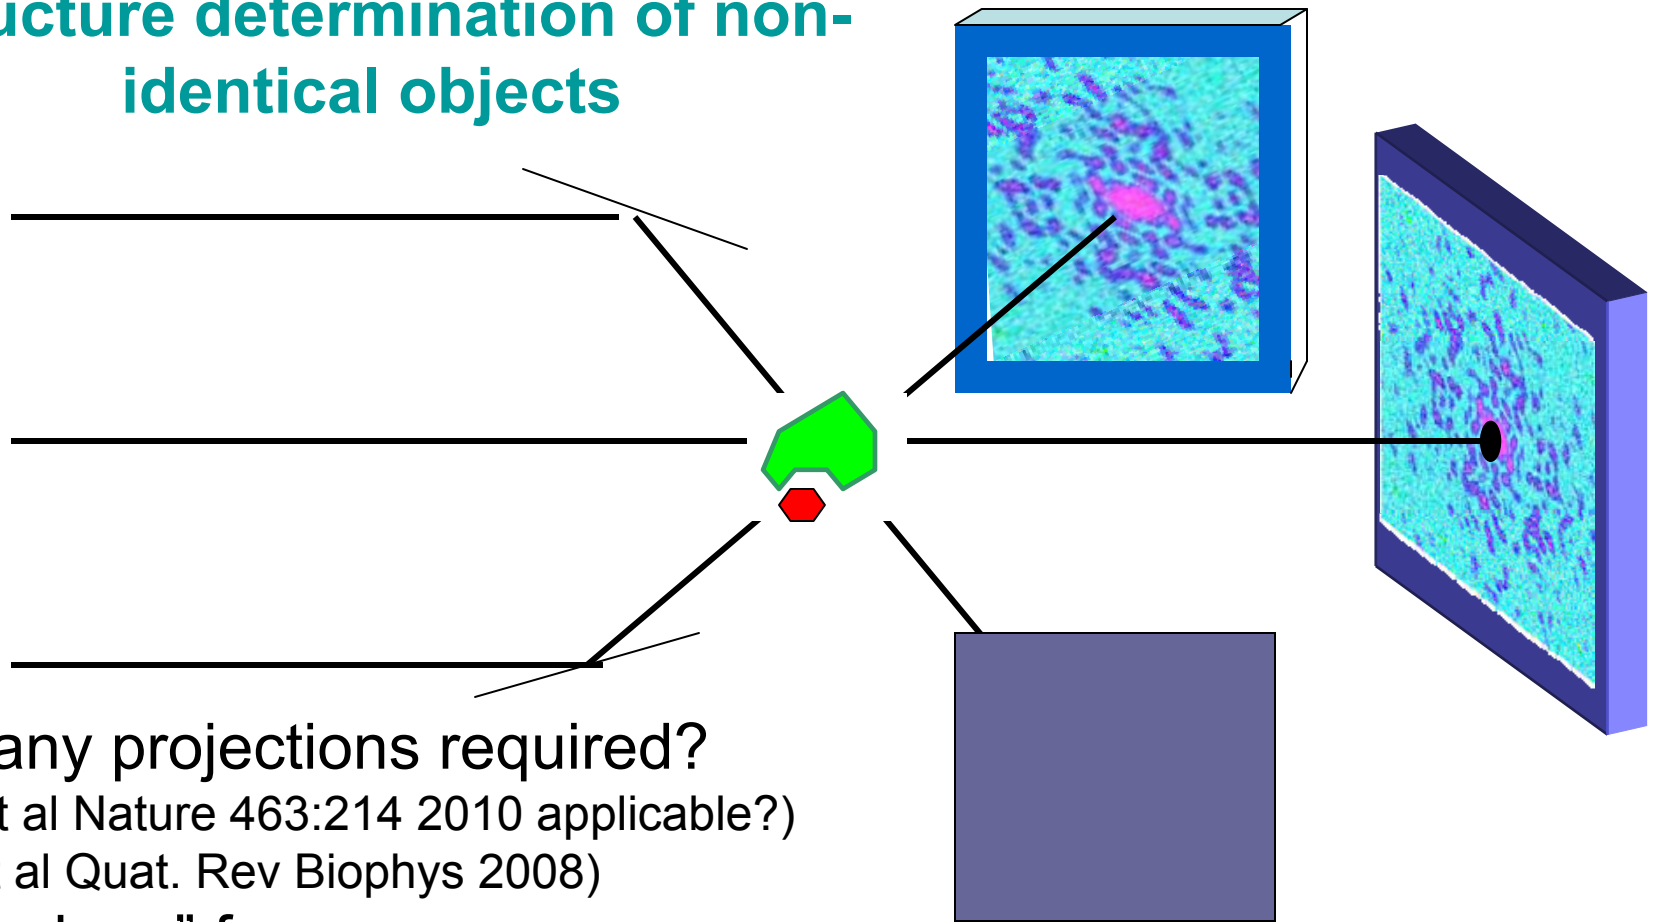 ucture determination of non-
identical objects
any projections required?
t al Nature 463:214 2010 applicable?)
al Quat. Rev Biophys 2008)